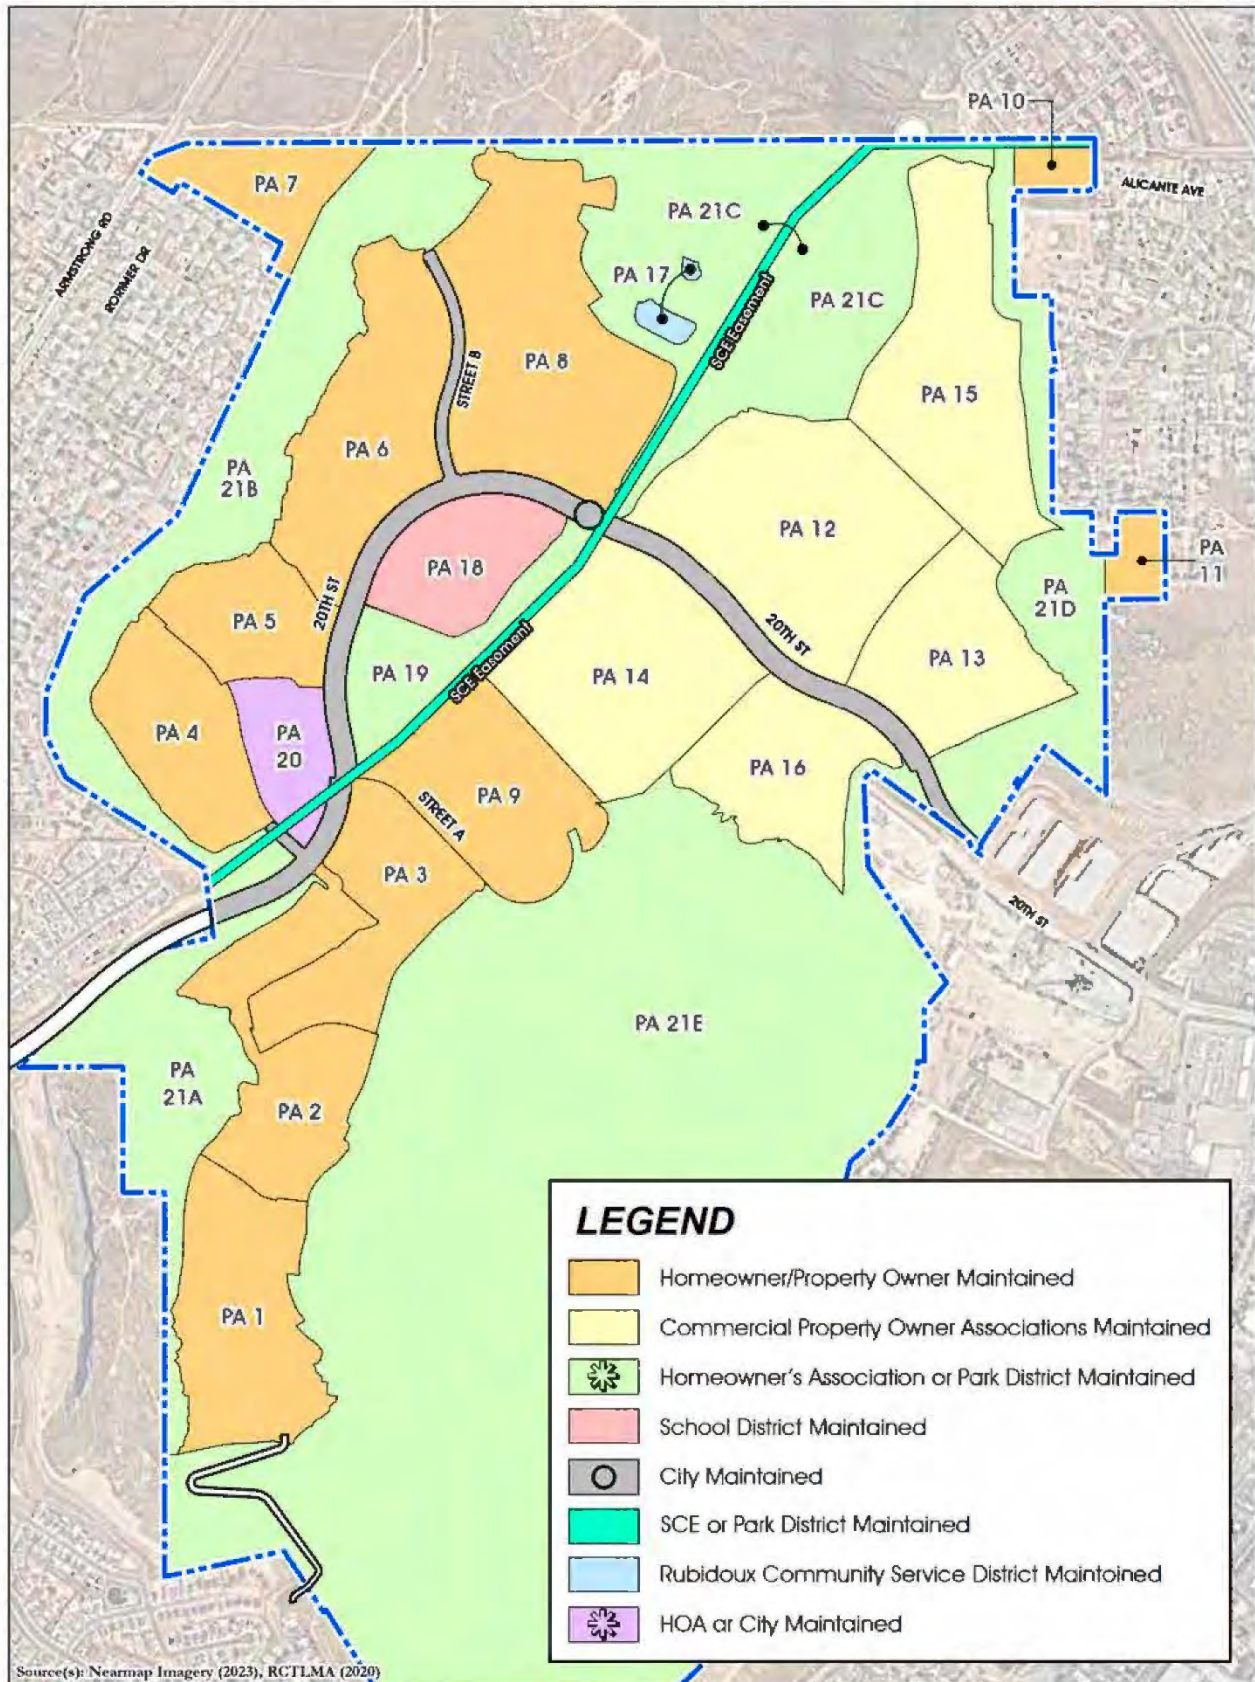 PA 10
ALICANTE AVE
PA 7
ARMSTRONG RD
RORIMER DR
PA 21C
PA 17
PA 21C
SCE Easement
STREET B
PA 8
PA 15
PA 6
PA
21B
PA 12
PA
11
PA 18
PA
21D
20TH ST
PA 5
20TH ST
PA 13
SCE Easement
PA 19
PA 14
PA 4
PA
20
PA 16
PA 9
STREET A
PA 3
20TH ST
PA 21E
PA
21A
PA 2
PA 1
LEGEND
Homeowner/Property Owner Maintained
Commercial Property Owner Associations Maintained
Homeowner's Association or Park District Maintained
School District Maintained
City Maintained
SCE or Park District Maintained
Rubidoux Community Service District Maintoined
HOA ar City Maintained
Source(s): Nearmap Imagery (2023), RCTLMA (2020)